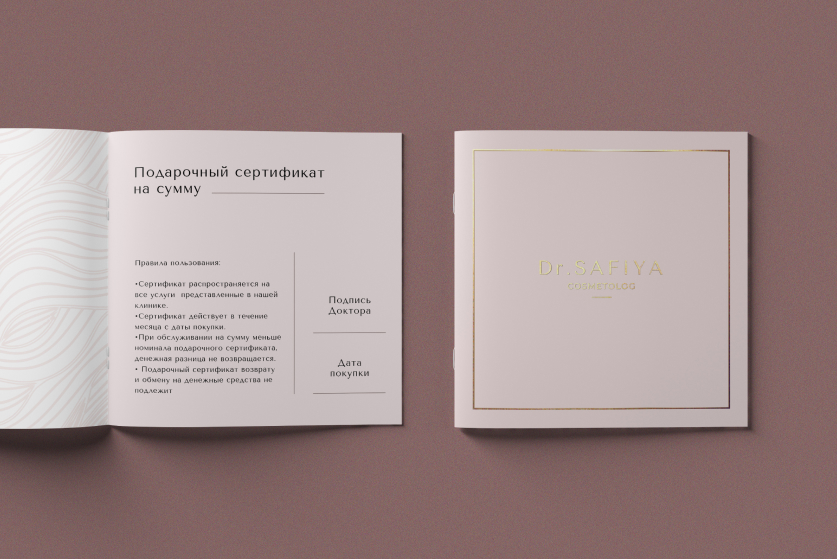 Подарочный сертификат
на сумму
Правила пользования:
•Сертификат распространяется на
все услуги представленные в нашей
клинике.
•Сертификат действует в течение
месяца с даты покупки.
•При обслуживании на сумму меньше
номинала подарочного сертификата,
денежная разница не возвращается.
• Подарочный сертификат возврату
и обмену на денежные средства не
подлежит
Подпись
Доктора
Дата
покупки
Dr.SAFIYA
COSMETOLOG